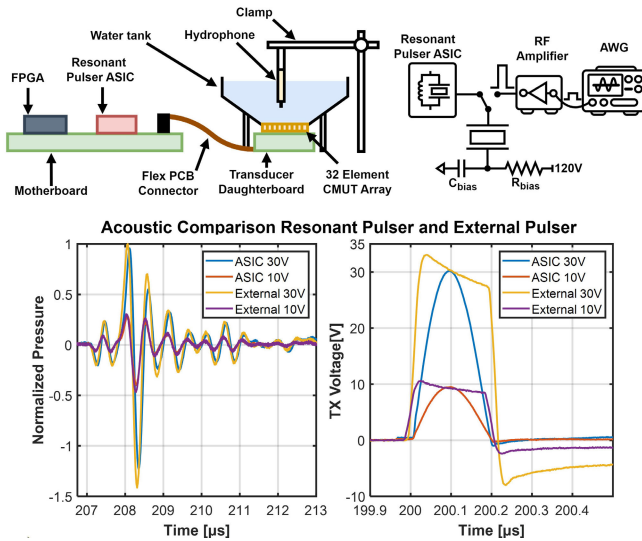 Clamp
Water tank
Hydrophone
Resonant
Pulser ASIC
FPGA
Motherboard
Flex PCB
Connector
Transducer
Daughterboard
32 Element
CMUT Array
Resonant
Pulser ASIC
RF
Amplifier
AWG
Cbias
Rbias
120V
Acoustic Comparison Resonant Pulser and External Pulser
Normalized Pressure
1
0.5
0
-0.5
-1
-1.5
ASIC 30V
ASIC 10V
External 30V
External 10V
207 208 209 210 211 212 213
Time [µs]
TX Voltage[V]
35
30
20
10
0
-10
ASIC 30V
ASIC 10V
External 30V
External 10V
199.9 200 200.1 200.2 200.3 200.4
Time [µs]